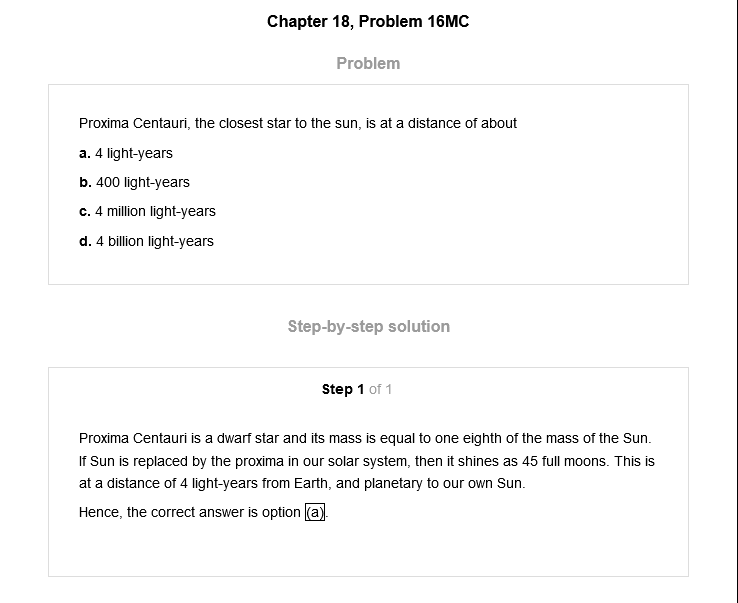 Chapter 18, Problem 16MC
Problem
Proxima Centauri, the closest star to the sun, is at a distance of about
a. 4 light-years
b. 400 light-years
c. 4 million light-years
d. 4 billion light-years
Step-by-step solution
Step 1 of 1
Proxima Centauri is a dwarf star and its mass is equal to one eighth of the mass of the Sun.
If Sun is replaced by the proxima in our solar system, then it shines as 45 full moons. This is
at a distance of 4 light-years from Earth, and planetary to our own Sun.
Hence, the correct answer is option (a).